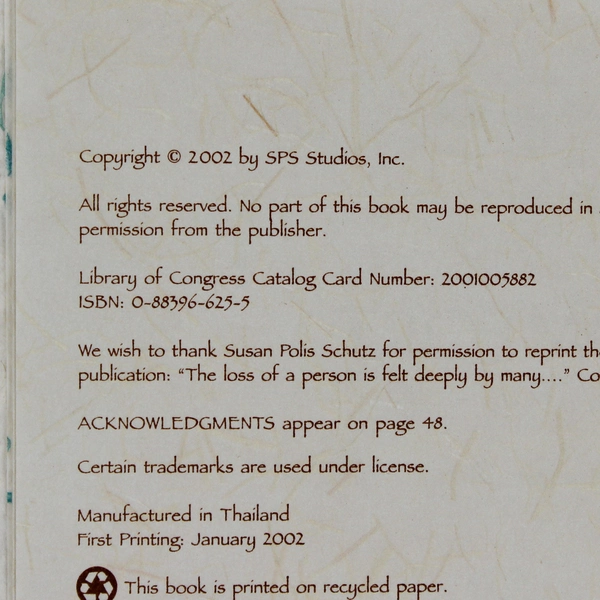 Copyright © 2002 by SPS Studios, Inc.
All rights reserved. No part of this book may be reproduced in
permission from the publisher.
Library of Congress Catalog Card Number: 2001005882
ISBN: 0-88396-625-5
We wish to thank Susan Polis Schutz for permission to reprint th
publication: “The loss of a person is felt deeply by many....” Co
ACKNOWLEDGMENTS appear on page 48.
Certain trademarks are used under license.
Manufactured in Thailand
First Printing: January 2002
This book is printed on recycled paper.